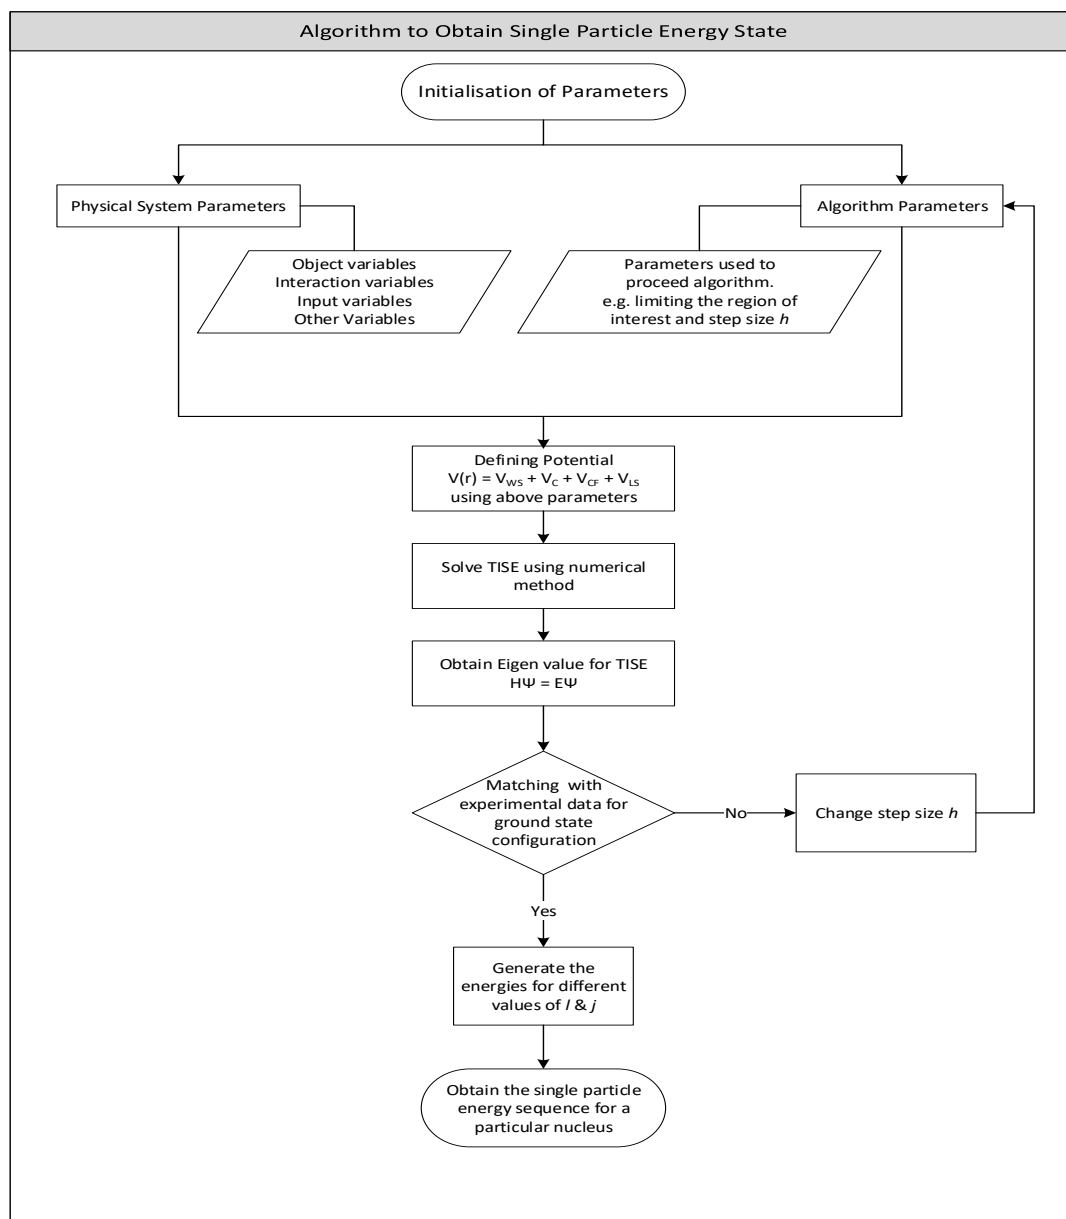 Algorithm to Obtain Single Particle Energy State
Initialisation of Parameters
Physical System Parameters
Algorithm Parameters
Object variables
Interaction variables
Input variables
Other Variables
Parameters used to
proceed algorithm.
e.g. limiting the region of
interest and step size h
Defining Potential
V(r) = V_WS + V_C + V_CF + V_LS
using above parameters
Solve TISE using numerical
method
Obtain Eigen value for TISE
HΨ = EΨ
Matching with
experimental data for
ground state
configuration
No
Change step size h
Yes
Generate the
energies for different
values of l & j
Obtain the single particle
energy sequence for a
particular nucleus